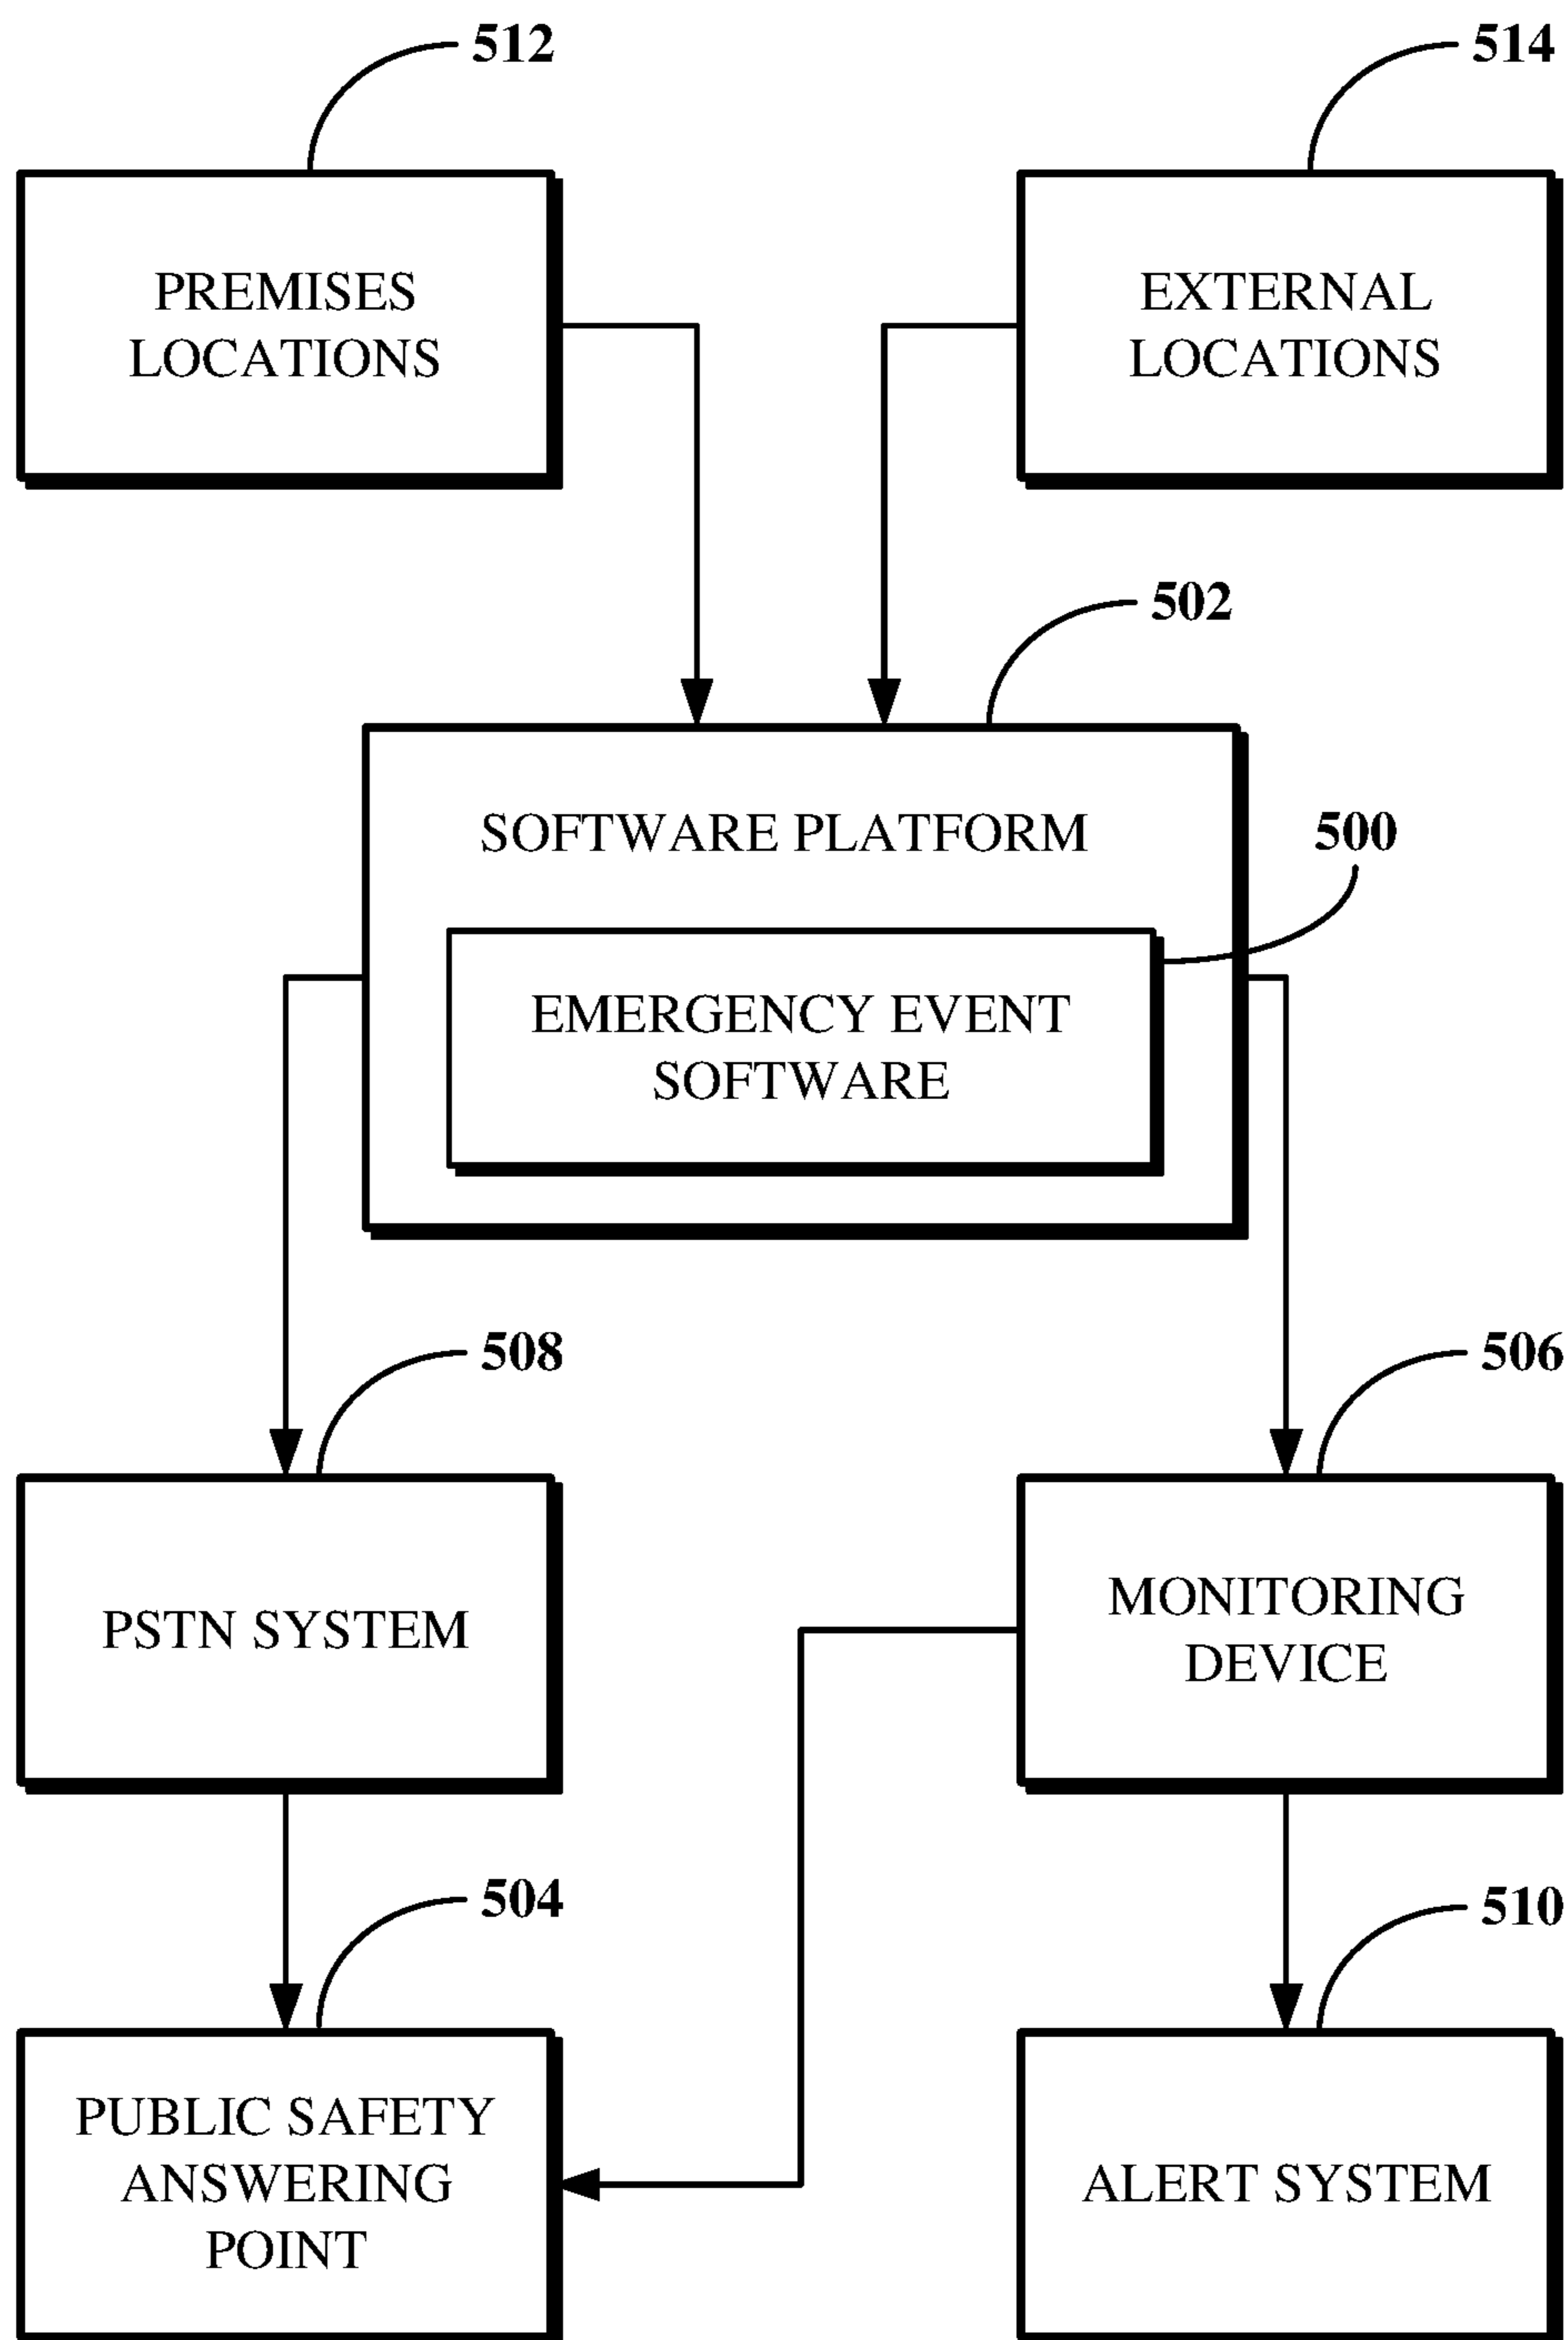 512
514
PREMISES
LOCATIONS
EXTERNAL
LOCATIONS
502
SOFTWARE PLATFORM
500
EMERGENCY EVENT
SOFTWARE
508
506
PSTN SYSTEM
MONITORING
DEVICE
504
510
PUBLIC SAFETY
ANSWERING
POINT
ALERT SYSTEM